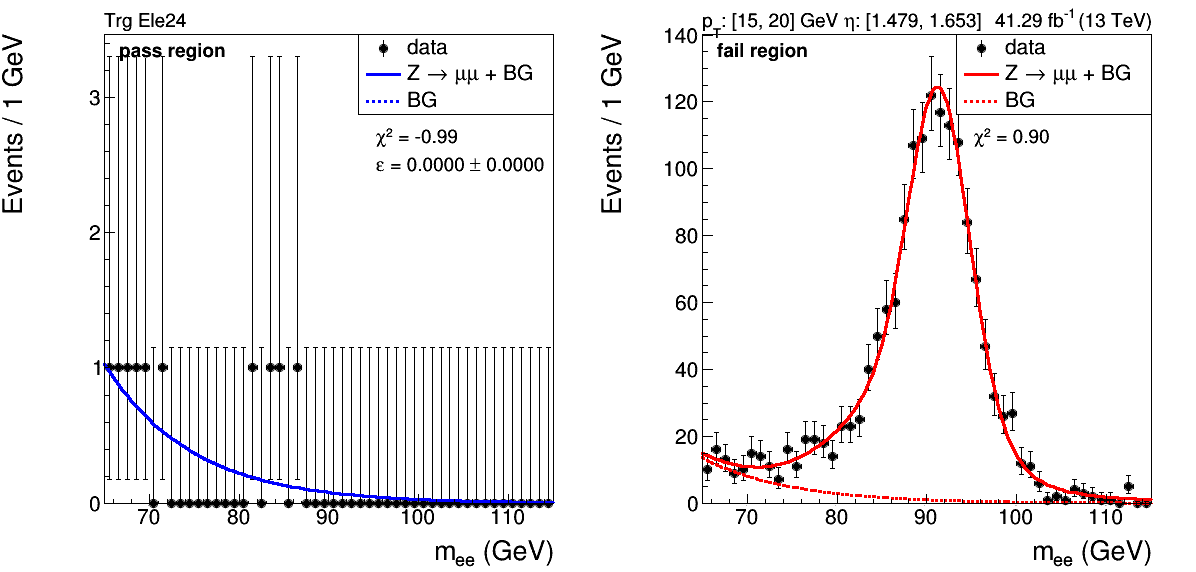 Trg Ele24
Events / 1 GeV
pass region
data
Z → μμ + BG
BG
χ² = -0.99
ε = 0.0000 ± 0.0000
3
2
1
0
70 80 90 100 110
m_ee (GeV)
p_T: [15, 20] GeV η: [1.479, 1.653] 41.29 fb⁻¹ (13 TeV)
Events / 1 GeV
fail region
data
Z → μμ + BG
BG
χ² = 0.90
140
120
100
80
60
40
20
0
70 80 90 100 110
m_ee (GeV)